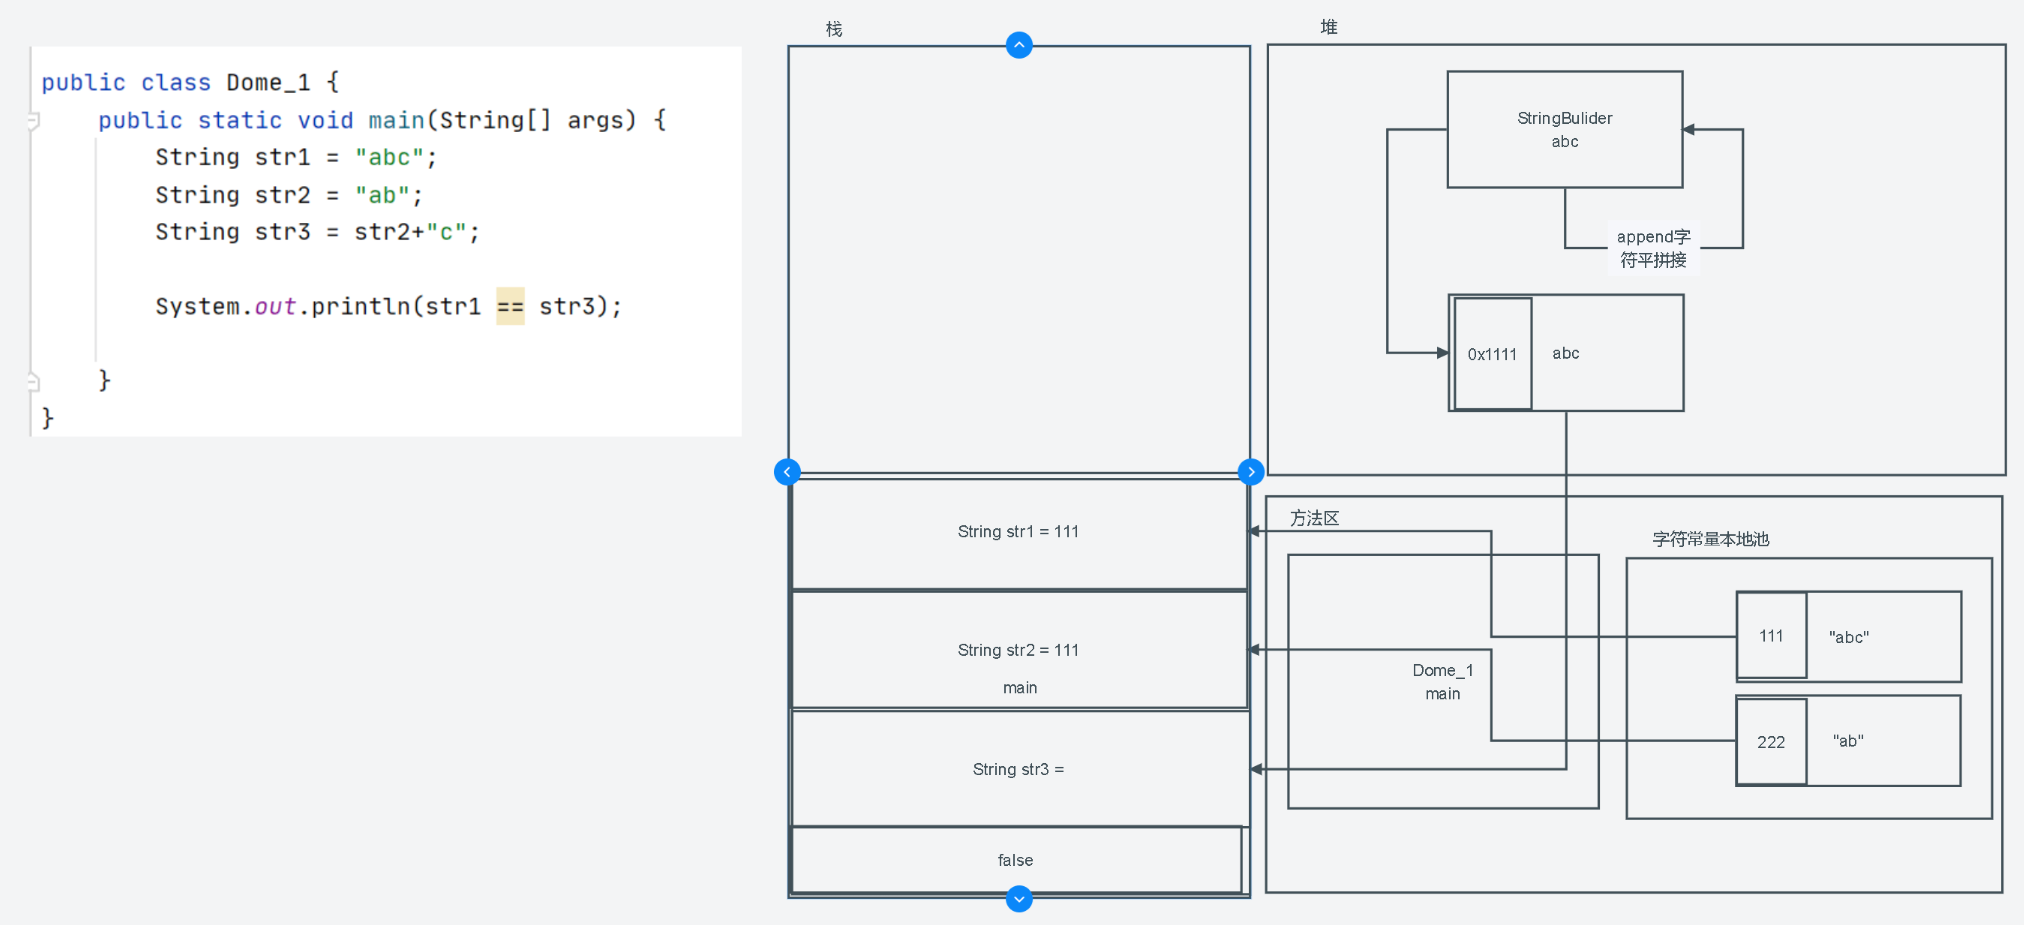 public class Dome_1 {
public static void main(String[] args) {
String str1 = "abc";
String str2 = "ab";
String str3 = str2+"c";
System.out.println(str1 == str3);
}
}
栈
String str1 = 111
String str2 = 111
main
String str3 =
false
堆
StringBulider
abc
append字
符平拼接
0x1111
abc
方法区
Dome_1
main
字符常量本地池
111
"abc"
222
"ab"